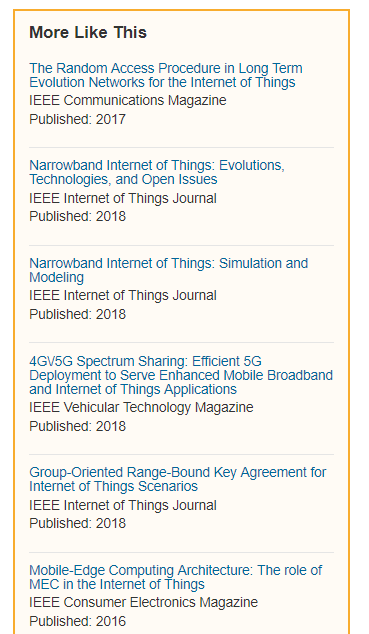 More Like This
The Random Access Procedure in Long Term
Evolution Networks for the Internet of Things
IEEE Communications Magazine
Published: 2017
Narrowband Internet of Things: Evolutions,
Technologies, and Open Issues
IEEE Internet of Things Journal
Published: 2018
Narrowband Internet of Things: Simulation and
Modeling
IEEE Internet of Things Journal
Published: 2018
4G\/5G Spectrum Sharing: Efficient 5G
Deployment to Serve Enhanced Mobile Broadband
and Internet of Things Applications
IEEE Vehicular Technology Magazine
Published: 2018
Group-Oriented Range-Bound Key Agreement for
Internet of Things Scenarios
IEEE Internet of Things Journal
Published: 2018
Mobile-Edge Computing Architecture: The role of
MEC in the Internet of Things
IEEE Consumer Electronics Magazine
Published: 2016